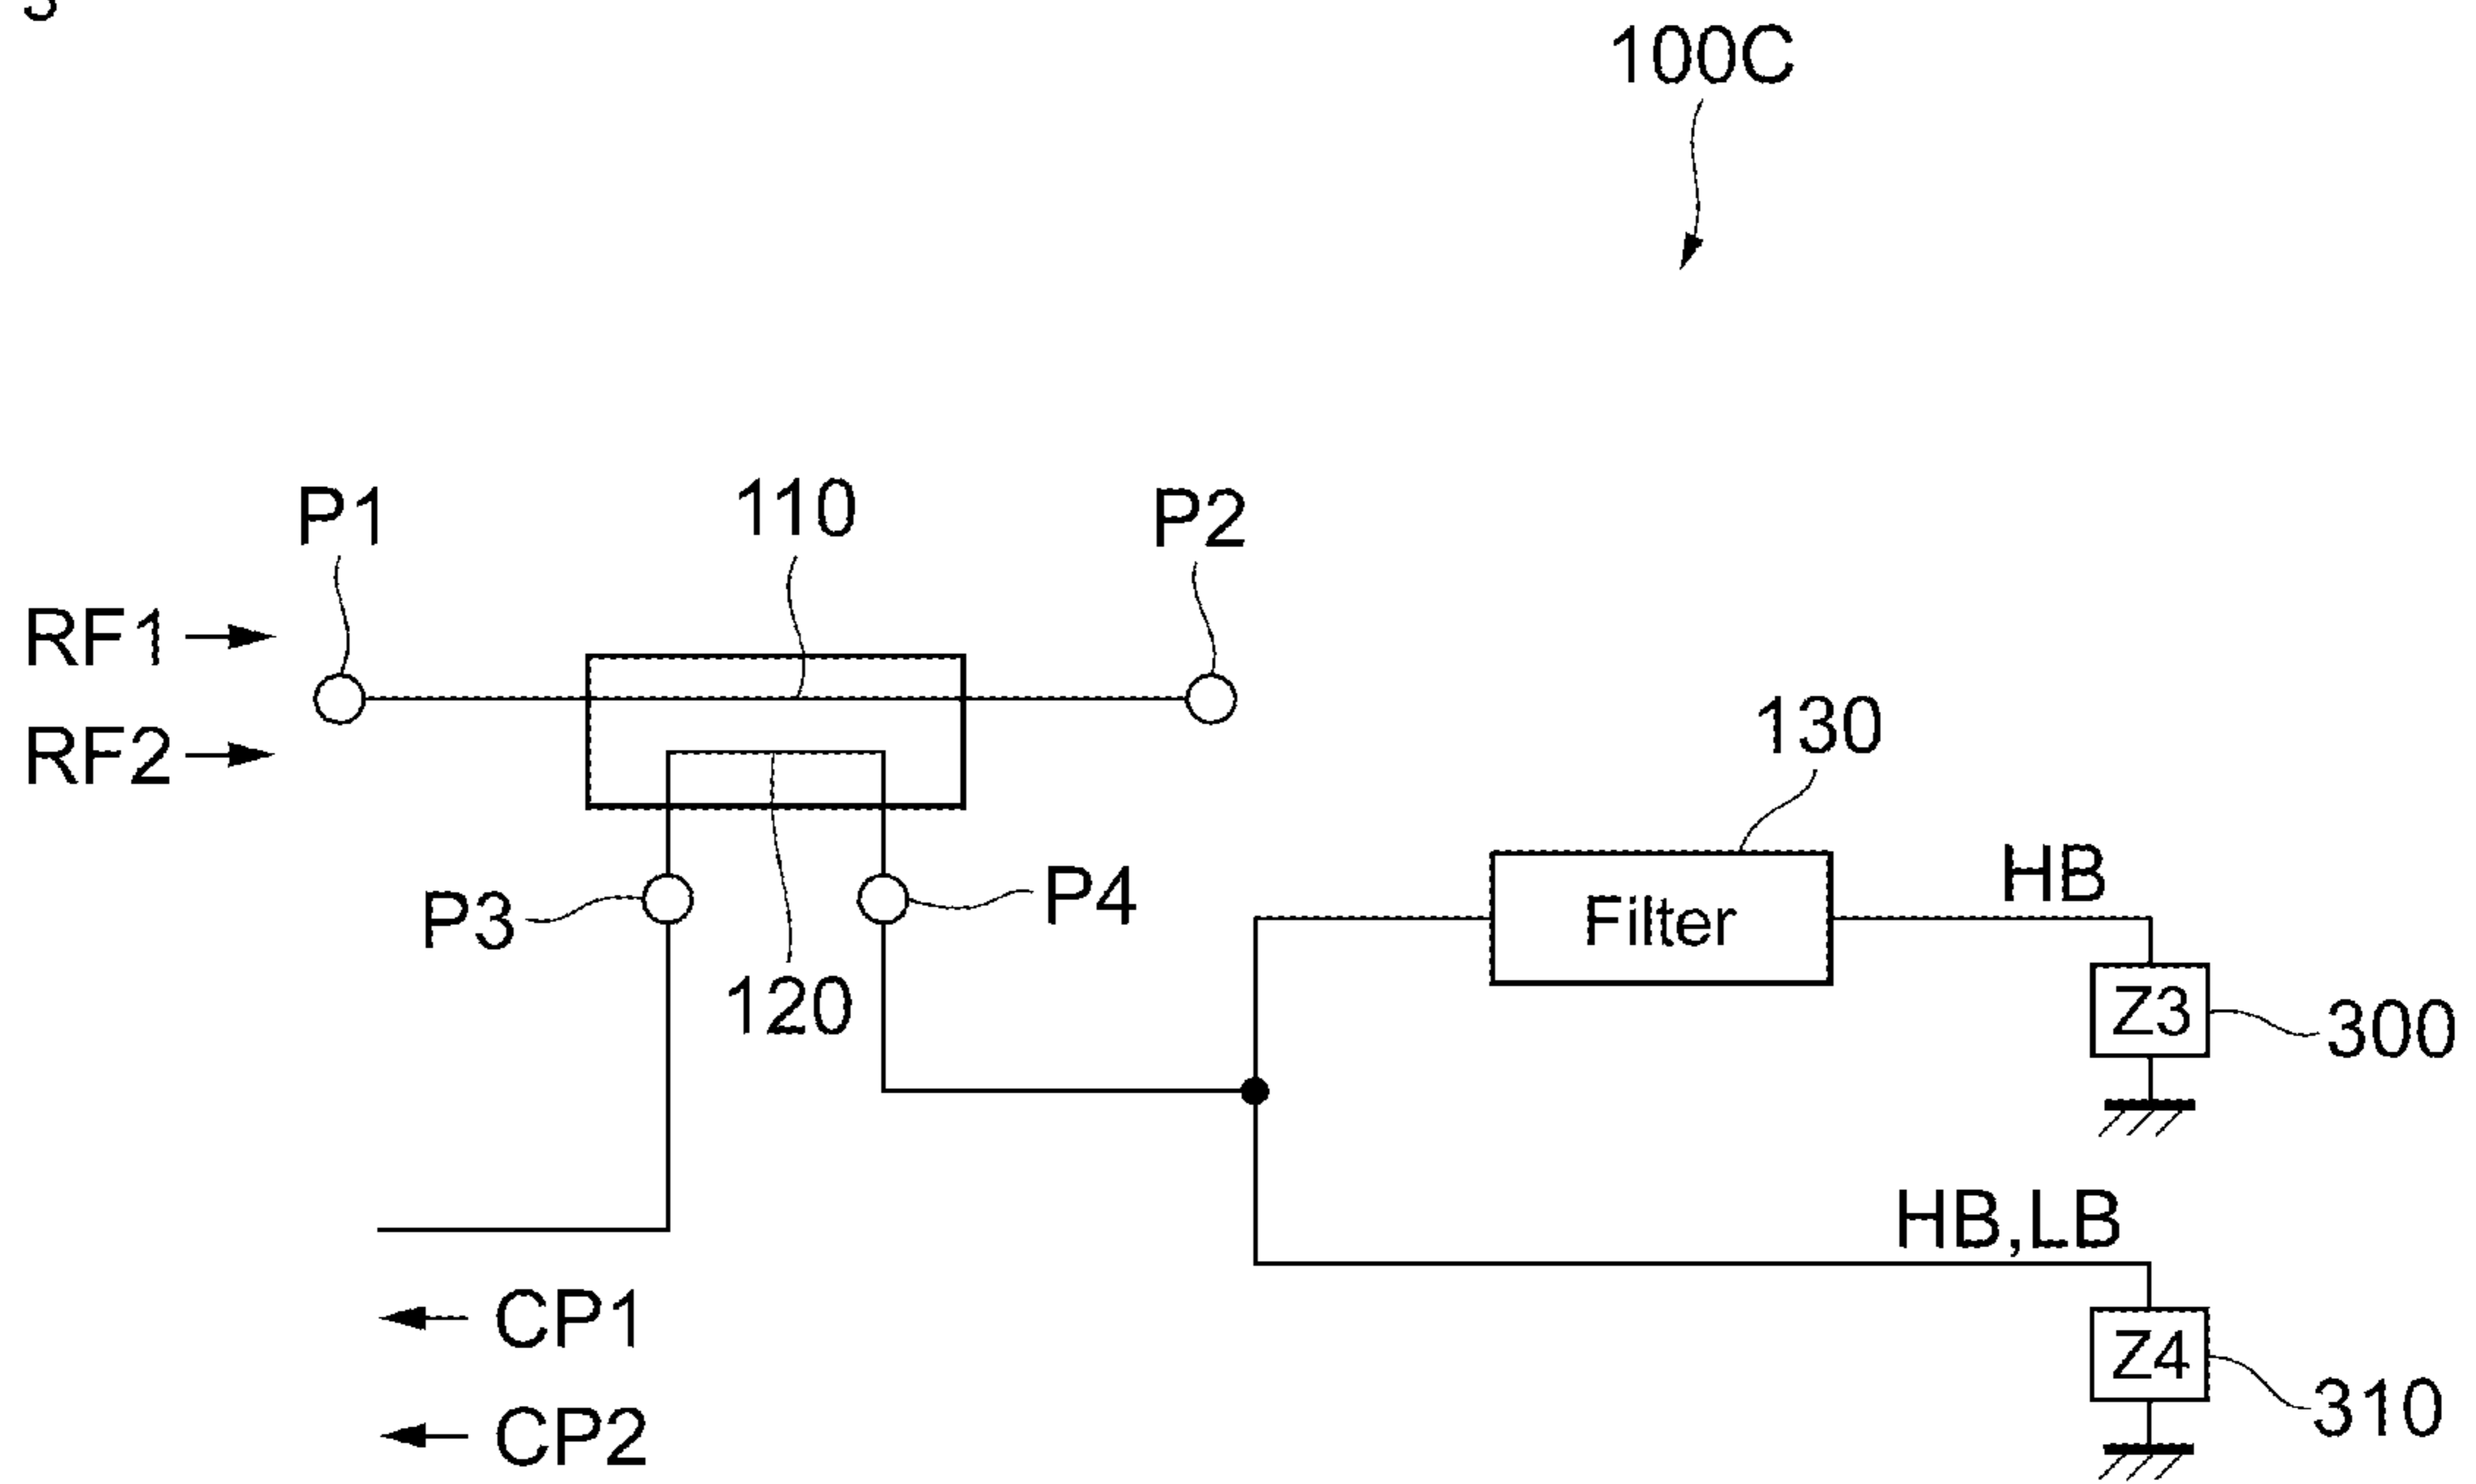 100C
P1
110
P2
RF1
RF2
130
HB
P3
P4
Filter
120
Z3
300
HB,LB
CP1
Z4
310
CP2